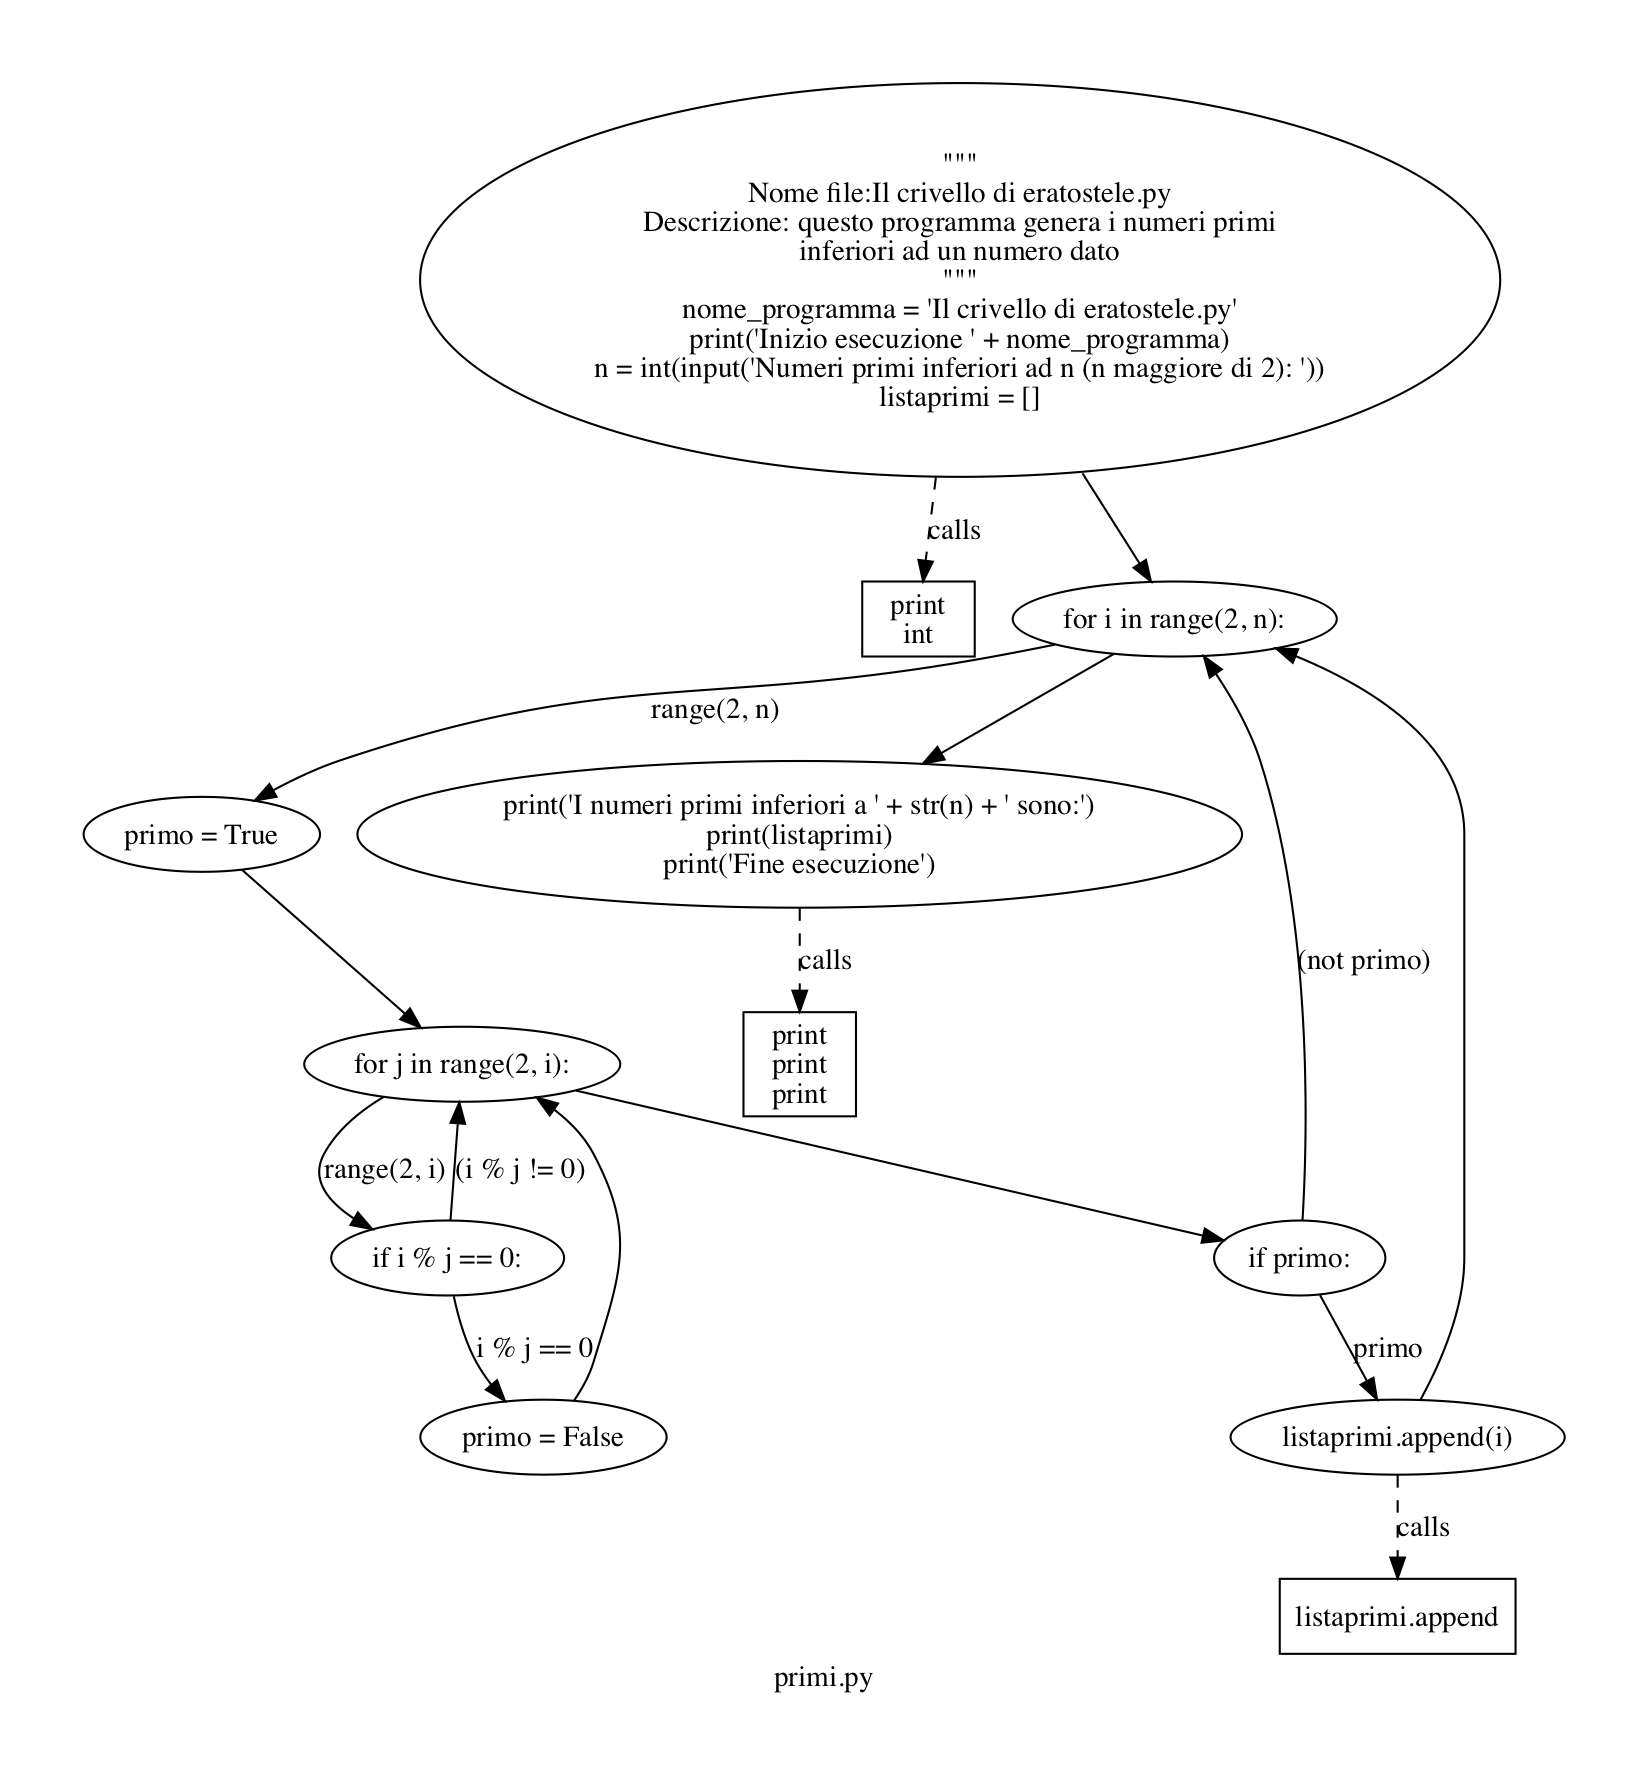 """
Nome file:Il crivello di eratostele.py
Descrizione: questo programma genera i numeri primi
inferiori ad un numero dato
"""
nome_programma = 'Il crivello di eratostele.py'
print('Inizio esecuzione ' + nome_programma)
n = int(input('Numeri primi inferiori ad n (n maggiore di 2): '))
listaprimi = []
calls
print
int
for i in range(2, n):
range(2, n)
primo = True
print('I numeri primi inferiori a ' + str(n) + ' sono:')
print(listaprimi)
print('Fine esecuzione')
calls
(not primo)
print
print
print
for j in range(2, i):
range(2, i)
(i % j != 0)
if i % j == 0:
if primo:
i % j == 0
primo
primo = False
listaprimi.append(i)
calls
listaprimi.append
primi.py